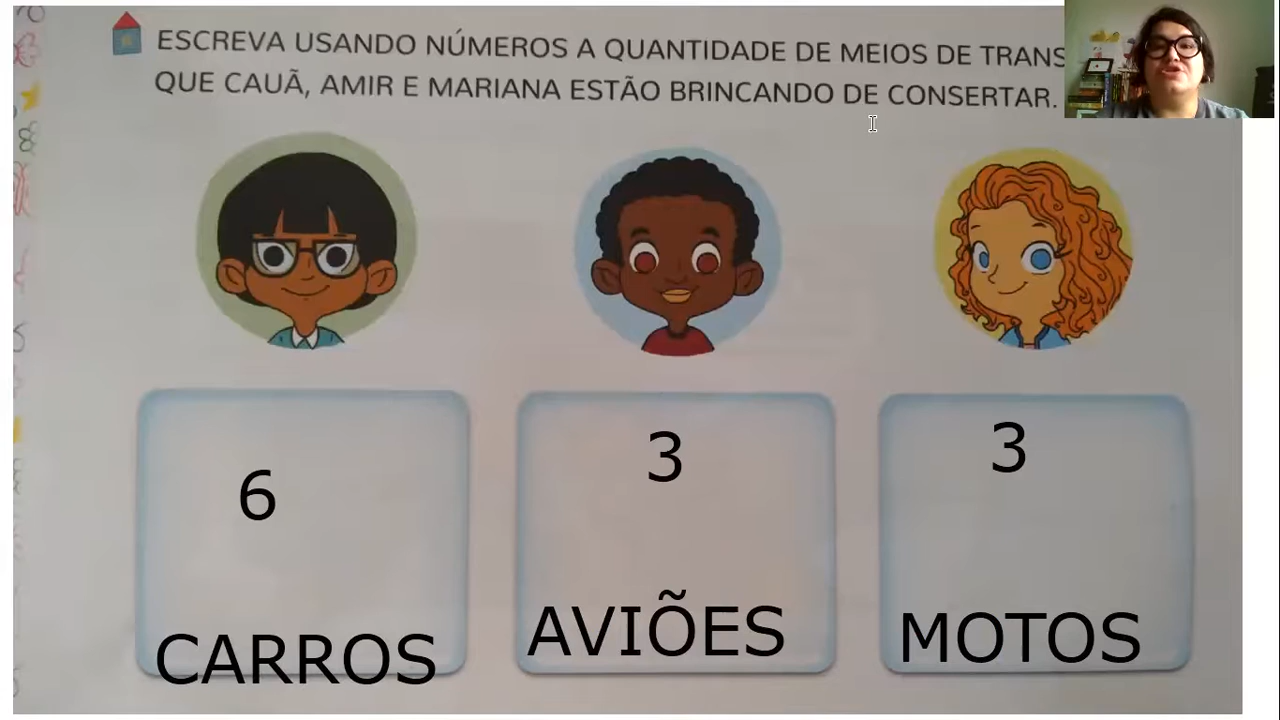 ESCREVA USANDO NÚMEROS A QUANTIDADE DE MEIOS DE TRANS
QUE CAUÃ, AMIR E MARIANA ESTÃO BRINCANDO DE CONSERTAR.
6
3
3
CARROS
AVIÕES
MOTOS